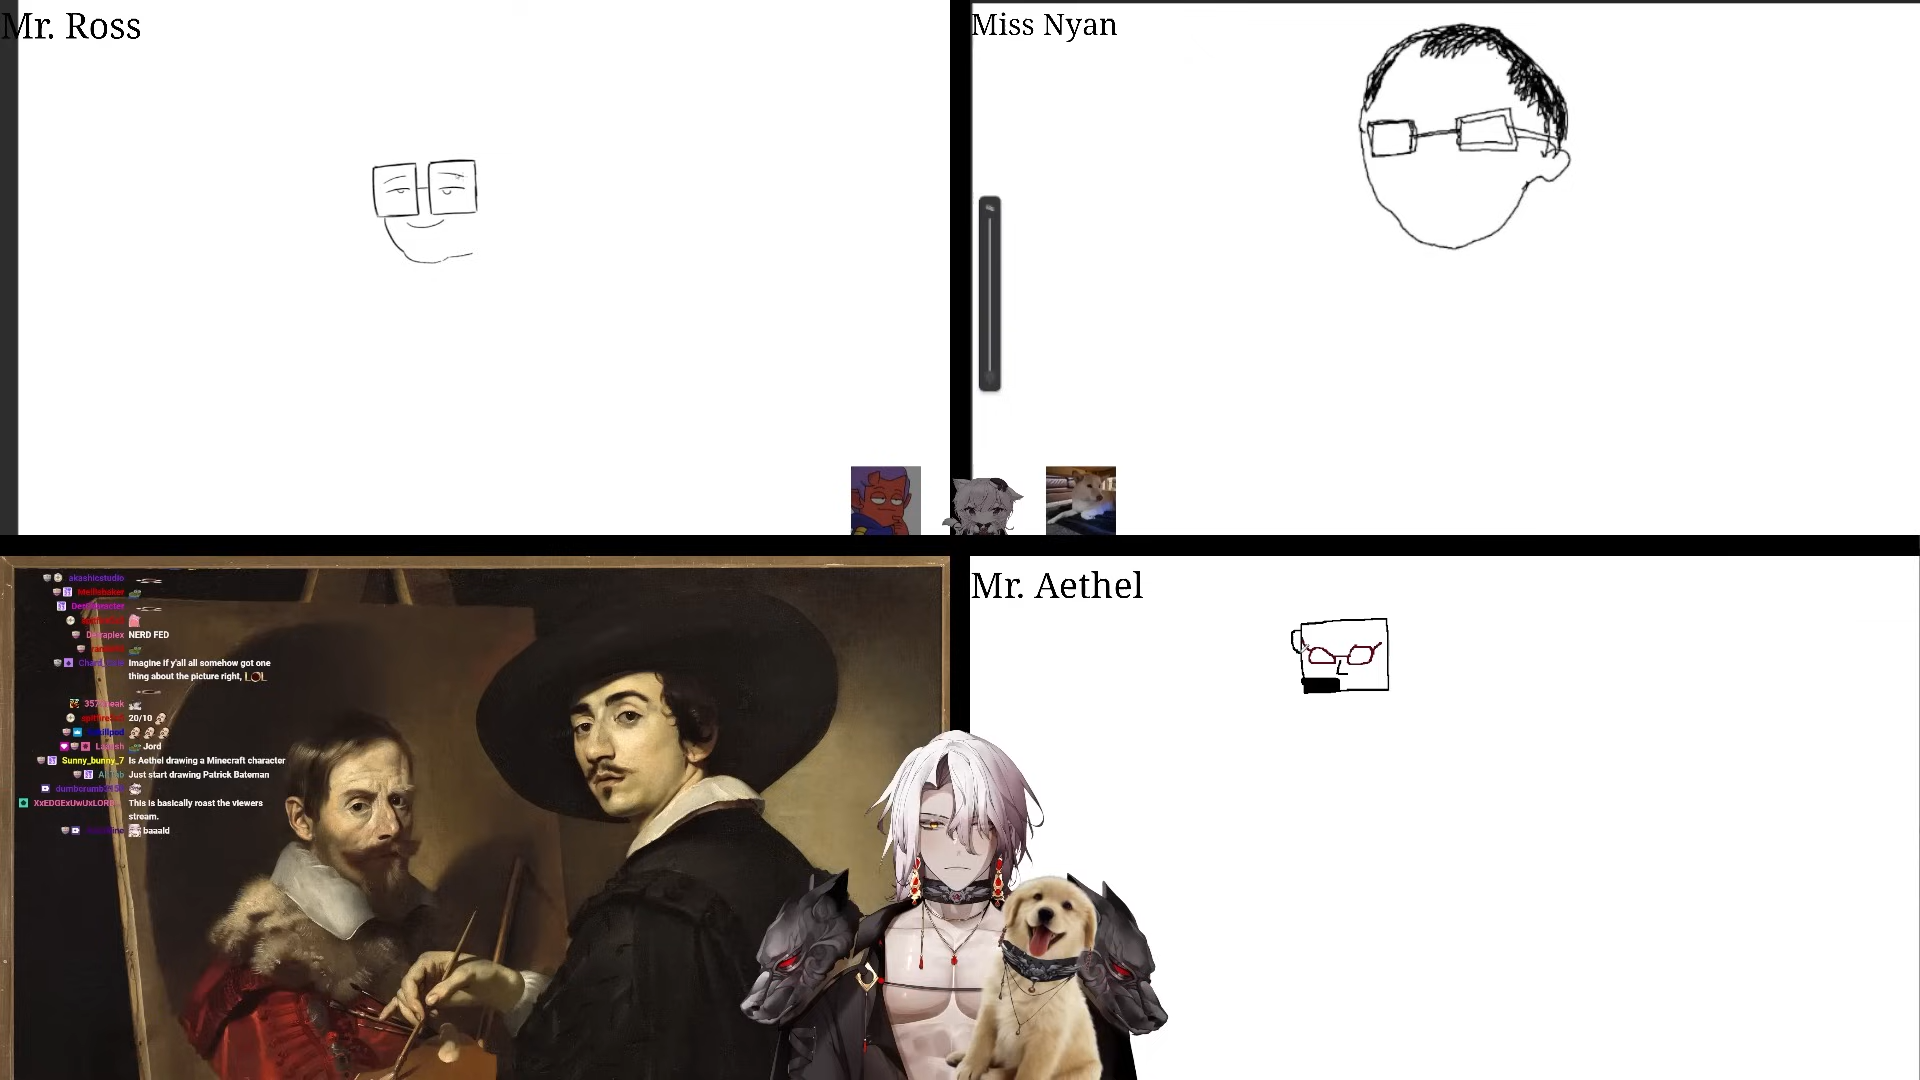 Mr. Ross
Miss Nyan
akashicstudio
NERD FED
Imagine if y'all all somehow got one
thing about the picture right, LOL
20/10
Jord
Sunny_bunny_7 Is Aethel drawing a Minecraft character
Just start drawing Patrick Bateman
This is basically roast the viewers
stream.
baaald
Mr. Aethel